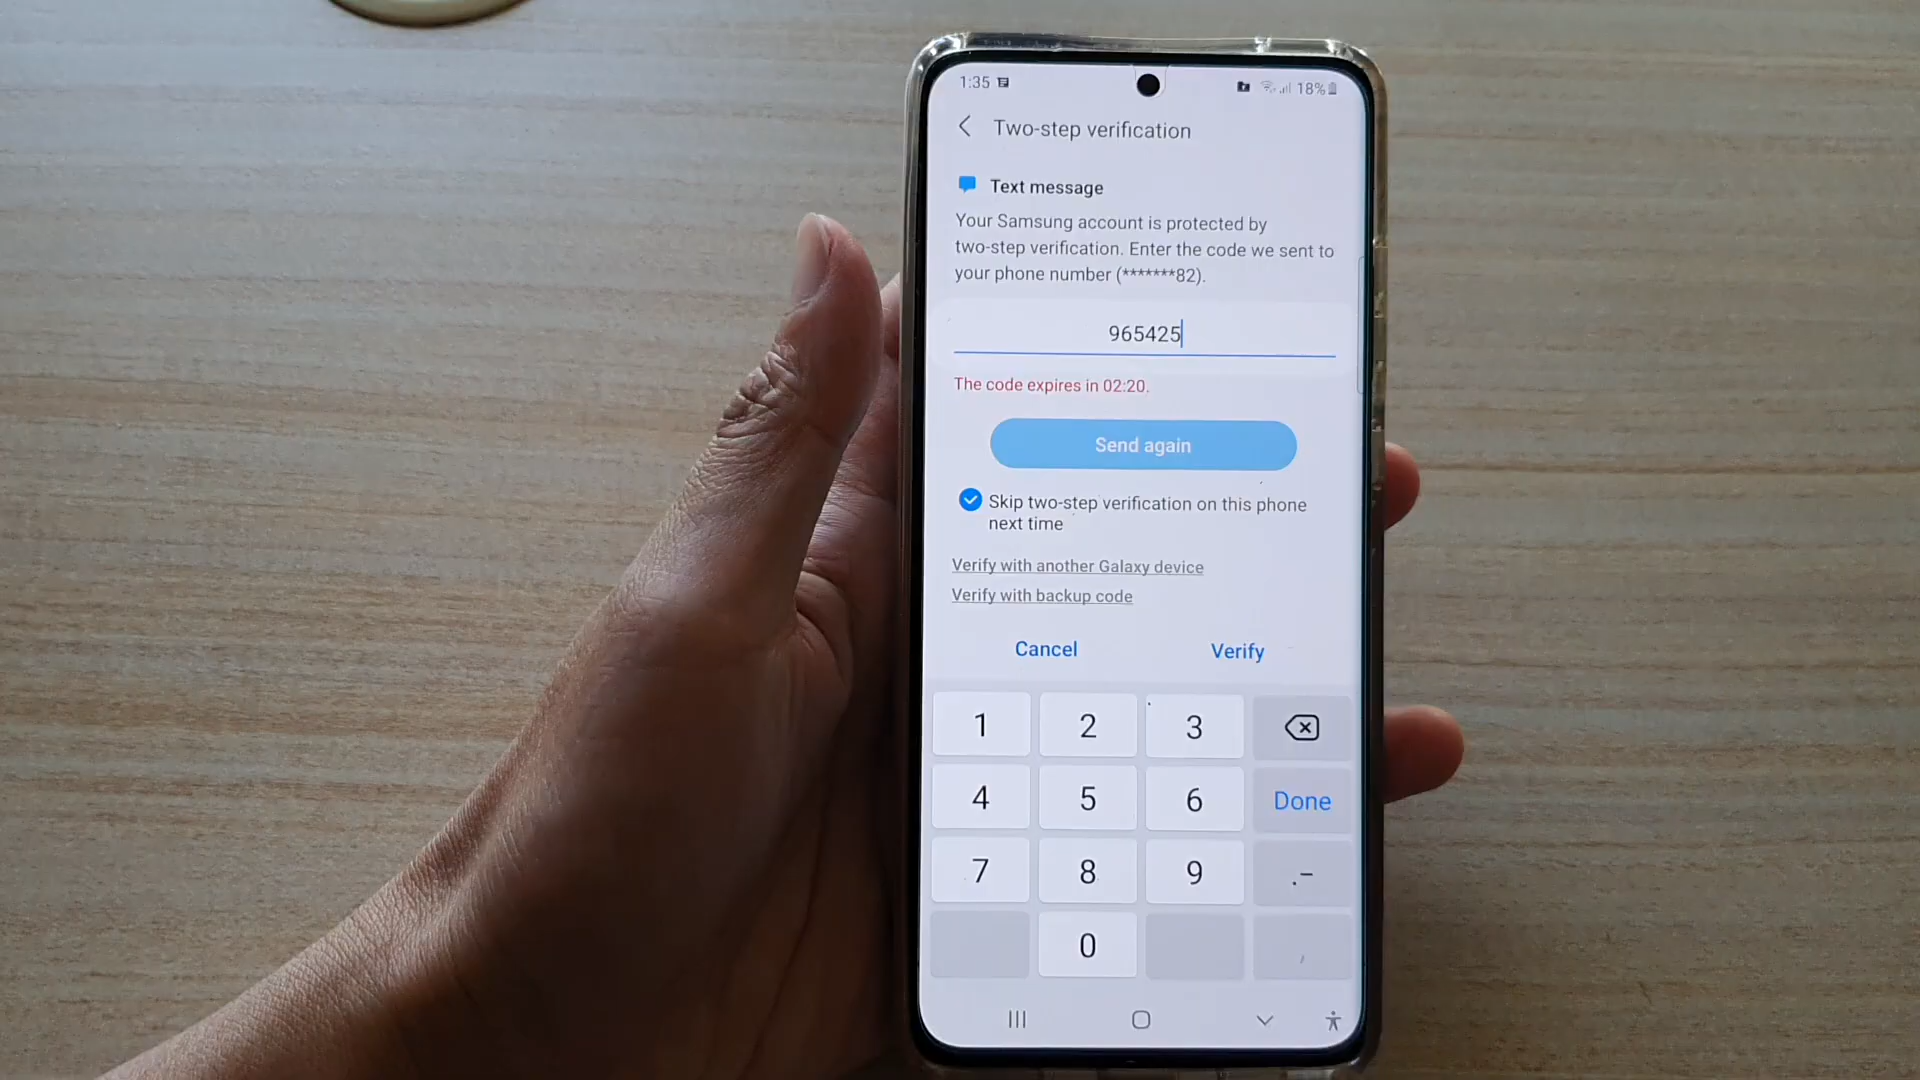 1:35
18%
Two-step verification
Text message
Your Samsung account is protected by
two-step verification. Enter the code we sent to
your phone number (*******82).
965425
The code expires in 02:20.
Send again
Skip two-step verification on this phone
next time
Verify with another Galaxy device
Verify with backup code
Cancel Verify
1 2 3
4 5 6 Done
7 8 9 .-
0 ,